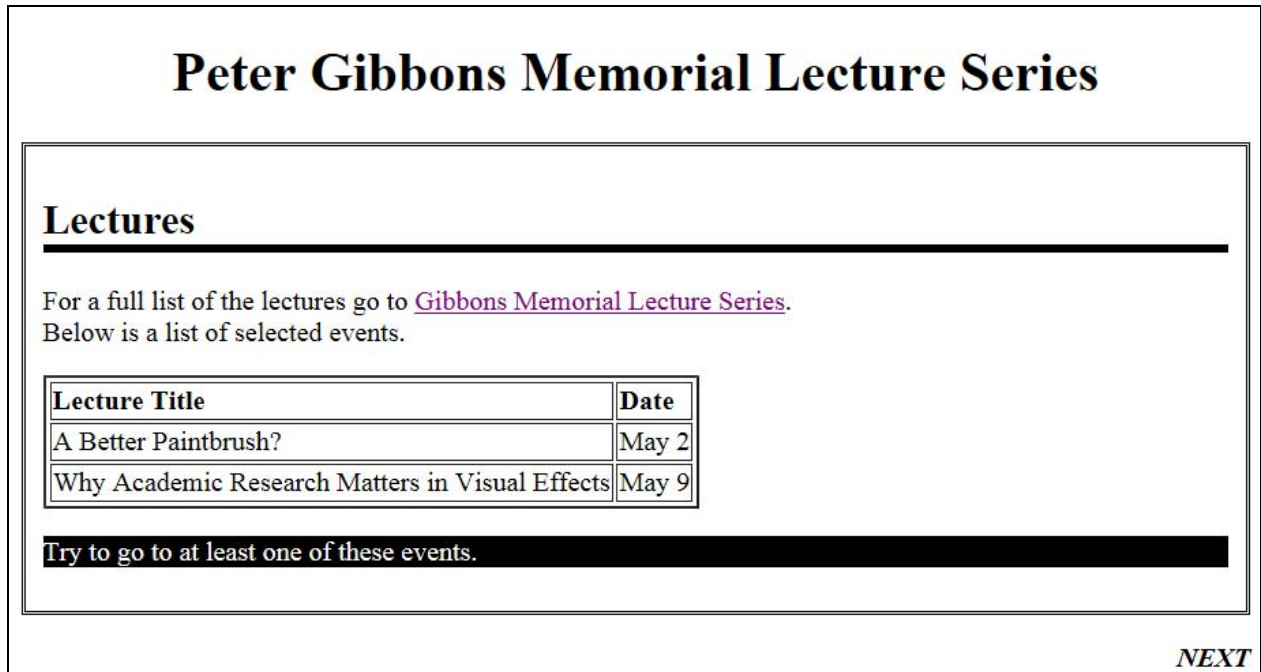 Peter Gibbons Memorial Lecture Series
Lectures
For a full list of the lectures go to Gibbons Memorial Lecture Series.
Below is a list of selected events.
Lecture Title Date
A Better Paintbrush? May 2
Why Academic Research Matters in Visual Effects May 9
Try to go to at least one of these events.
NEXT